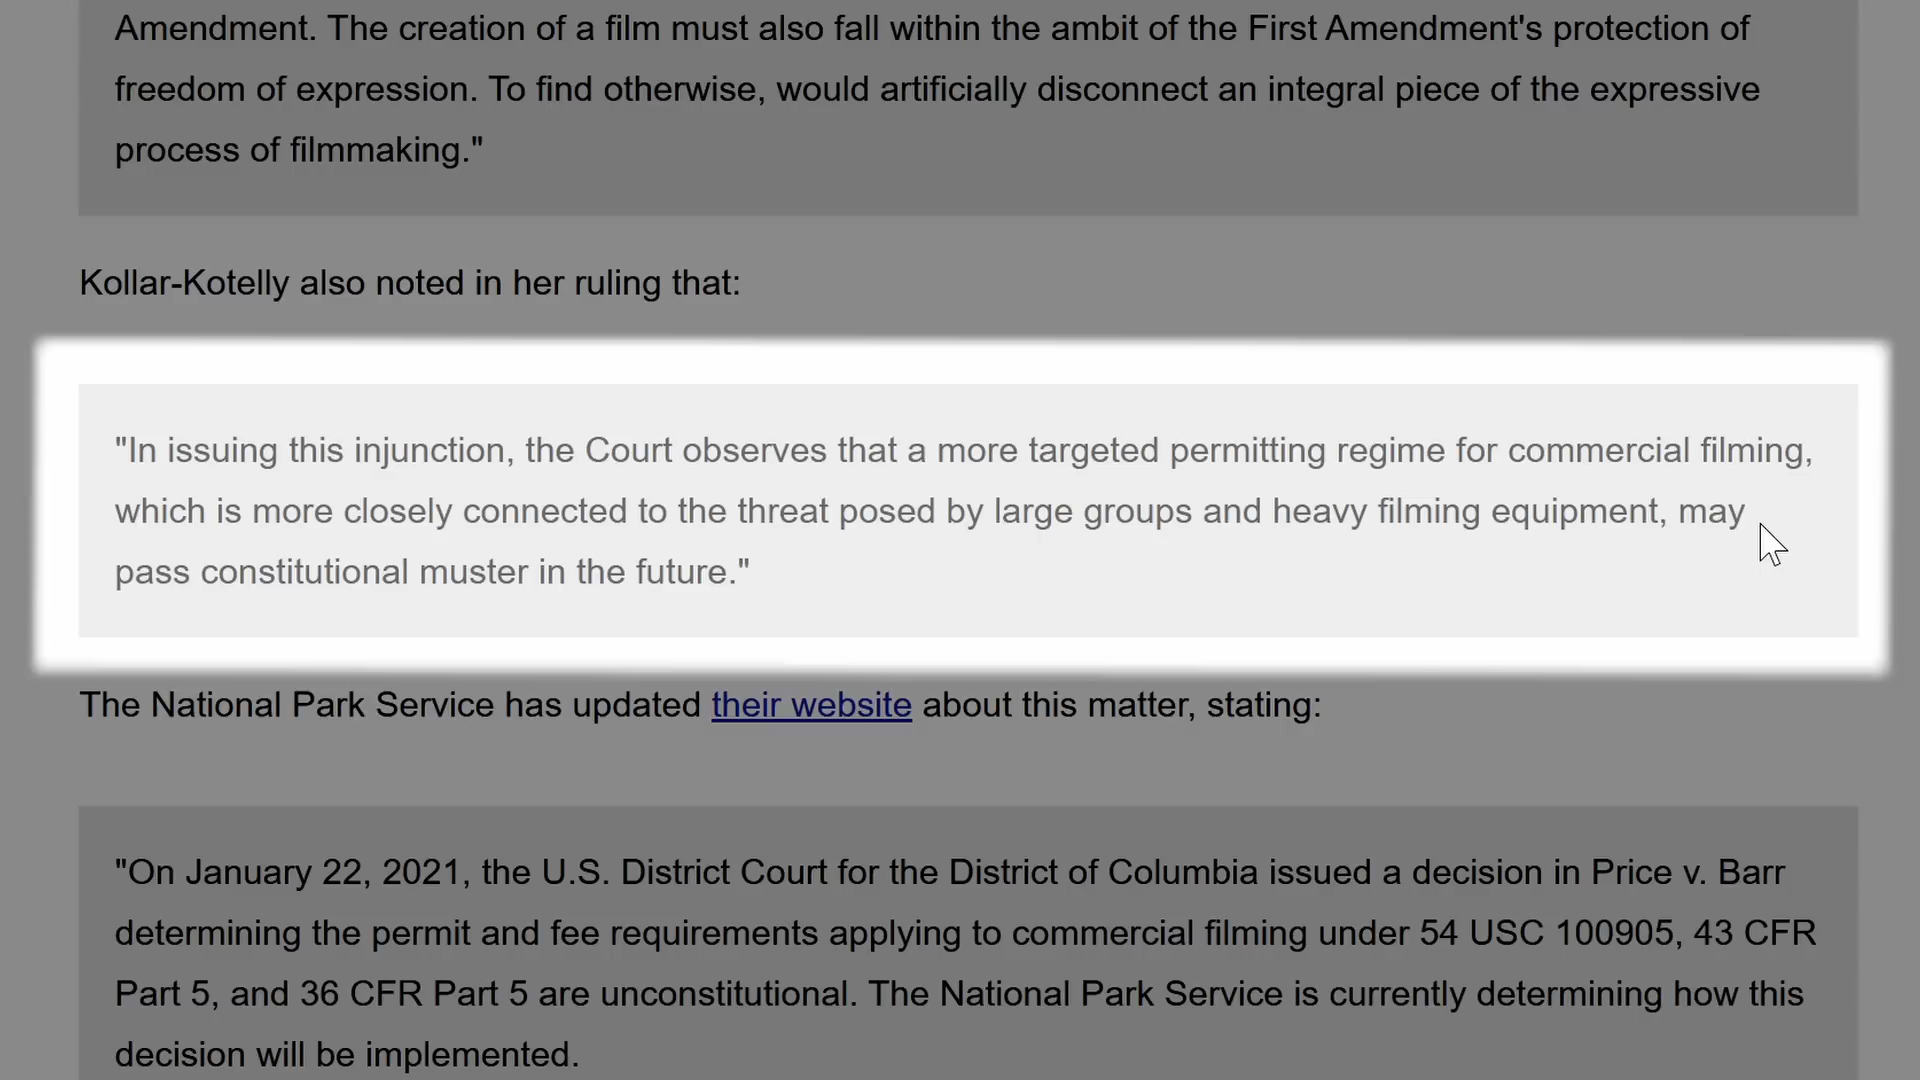 Amendment. The creation of a film must also fall within the ambit of the First Amendment's protection of
freedom of expression. To find otherwise, would artificially disconnect an integral piece of the expressive
process of filmmaking."
Kollar-Kotelly also noted in her ruling that:
"In issuing this injunction, the Court observes that a more targeted permitting regime for commercial filming,
which is more closely connected to the threat posed by large groups and heavy filming equipment, may
pass constitutional muster in the future."
The National Park Service has updated their website about this matter, stating:
"On January 22, 2021, the U.S. District Court for the District of Columbia issued a decision in Price v. Barr
determining the permit and fee requirements applying to commercial filming under 54 USC 100905, 43 CFR
Part 5, and 36 CFR Part 5 are unconstitutional. The National Park Service is currently determining how this
decision will be implemented.